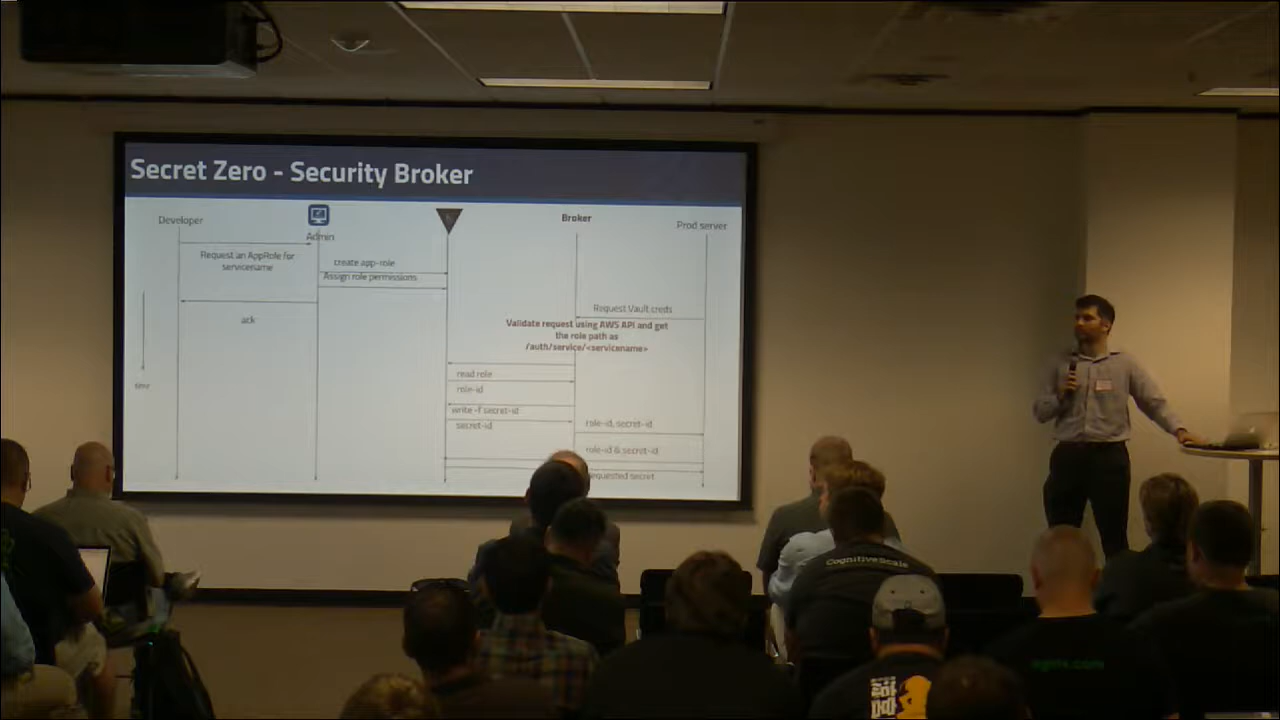 Secret Zero - Security Broker
Developer
Admin
Broker
Prod server
Request an AppRole for
servicename
create app-role
Assign role permissions
ack
time
Request Vault creds
Validate request using AWS API and get
the role path as
/auth/service/<servicename>
read role
role-id
write -f secret-id
secret-id
role-id, secret-id
role-id & secret-id
requested secret
CognitiveScale